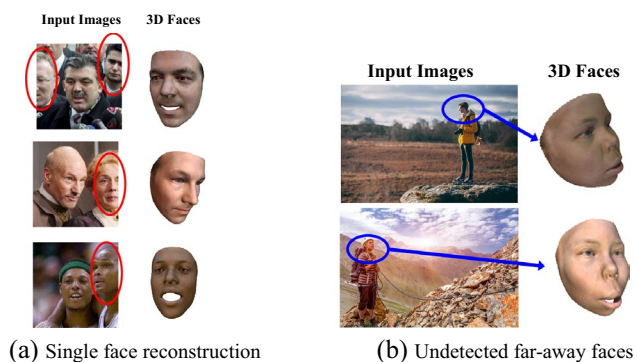 Input Images 3D Faces
(a) Single face reconstruction
Input Images 3D Faces
(b) Undetected far-away faces